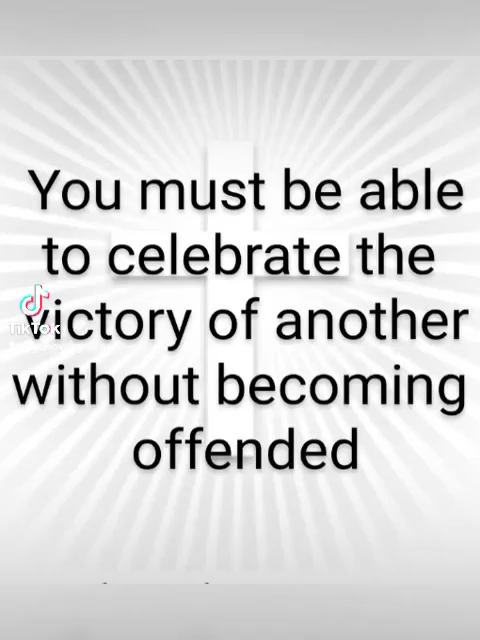 You must be able
to celebrate the
victory of another
without becoming
offended
TikTok